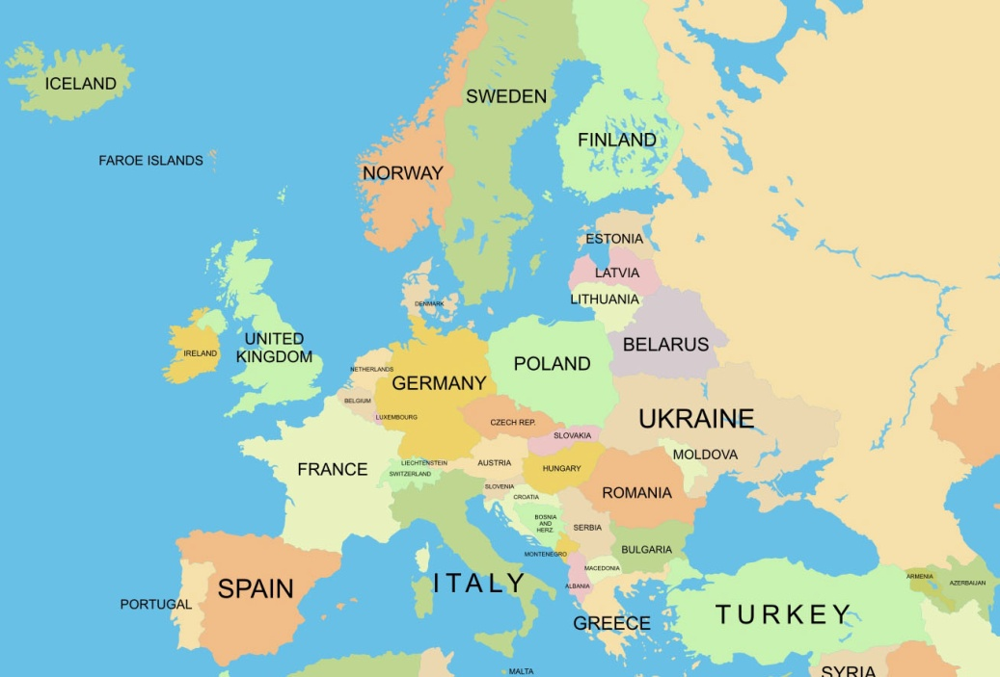 ICELAND
SWEDEN
FINLAND
FAROE ISLANDS
NORWAY
ESTONIA
LATVIA
LITHUANIA
DENMARK
UNITED
KINGDOM
IRELAND
BELARUS
POLAND
NETHERLANDS
GERMANY
BELGIUM
LUXEMBOURG
UKRAINE
CZECH REP.
SLOVAKIA
MOLDOVA
LIECHTENSTEIN
AUSTRIA
FRANCE
SWITZERLAND
HUNGARY
SLOVENIA
ROMANIA
CROATIA
BOSNIA
AND
HERZ.
SERBIA
MONTENEGRO
BULGARIA
MACEDONIA
ITALY
ALBANIA
SPAIN
PORTUGAL
ARMENIA
AZERBAIJAN
GREECE
TURKEY
MALTA
SYRIA